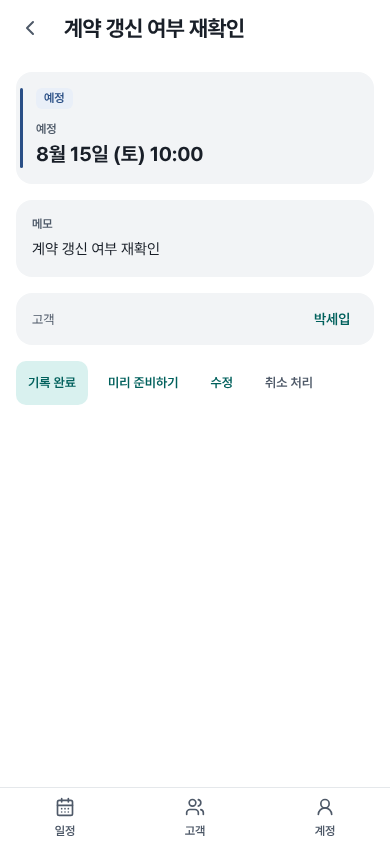 계약 갱신 여부 재확인
예정
예정
8월 15일 (토) 10:00
메모
계약 갱신 여부 재확인
고객 박세입
기록 완료 미리 준비하기 수정 취소 처리
일정 고객 계정